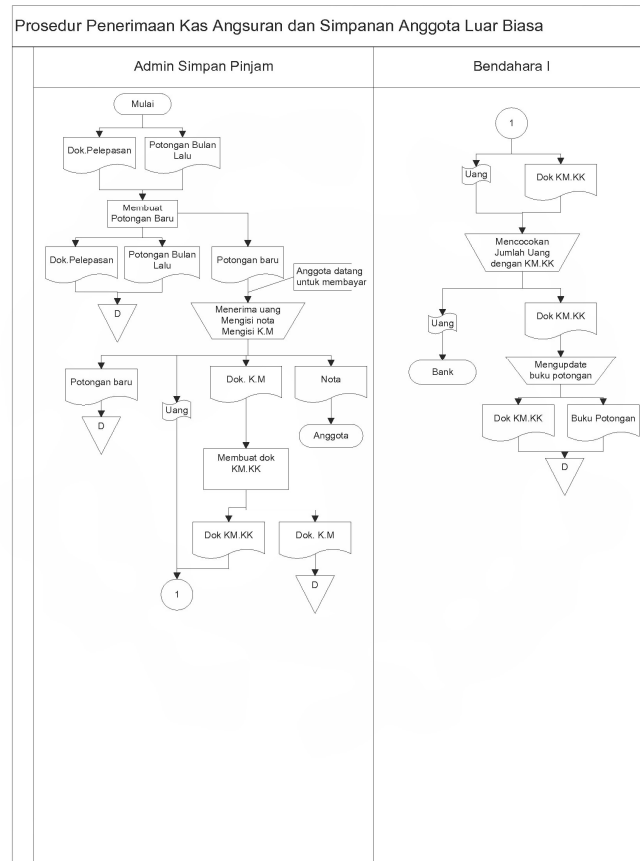 Prosedur Penerimaan Kas Angsuran dan Simpanan Anggota Luar Biasa
Admin Simpan Pinjam
Mulai
Dok.Pelepasan
Potongan Bulan
Lalu
Membuat
Potongan Baru
Dok.Pelepasan
Potongan Bulan
Lalu
Potongan baru
Anggota datang
untuk membayar
D
Menerima uang
Mengisi nota
Mengisi K.M
Potongan baru
Uang
Dok. K.M
Nota
D
Anggota
Membuat dok
KM.KK
Dok KM.KK
Dok. K.M
1
D
Bendahara I
1
Uang
Dok KM.KK
Mencocokan
Jumlah Uang
dengan KM.KK
Uang
Dok KM.KK
Bank
Mengupdate
buku potongan
Dok KM.KK
Buku Potongan
D